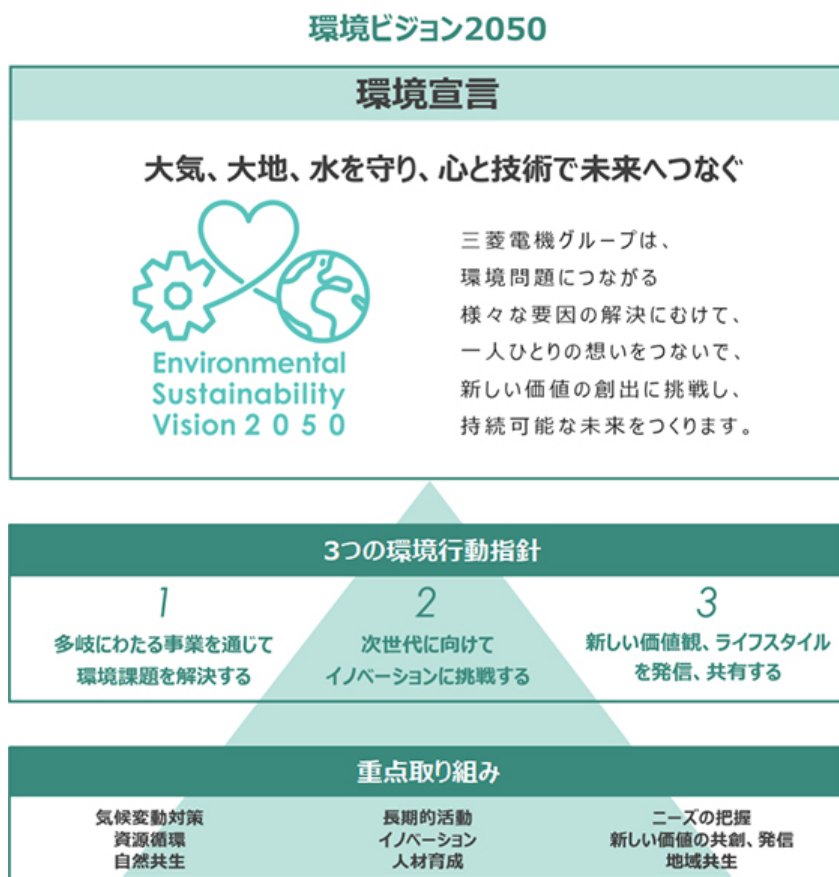 環境ビジョン2050
環境宣言
大気、大地、水を守り、心と技術で未来へつなぐ
三菱電機グループは、
環境問題につながる
様々な要因の解決にむけて、
一人ひとりの想いをつないで、
新しい価値の創出に挑戦し、
持続可能な未来をつくります。
Environmental
Sustainability
Vision 2050
3つの環境行動指針
1
多岐にわたる事業を通じて
環境課題を解決する
2
次世代に向けて
イノベーションに挑戦する
3
新しい価値観、ライフスタイル
を発信、共有する
重点取り組み
気候変動対策
資源循環
自然共生
長期的活動
イノベーション
人材育成
ニーズの把握
新しい価値の共創、発信
地域共生